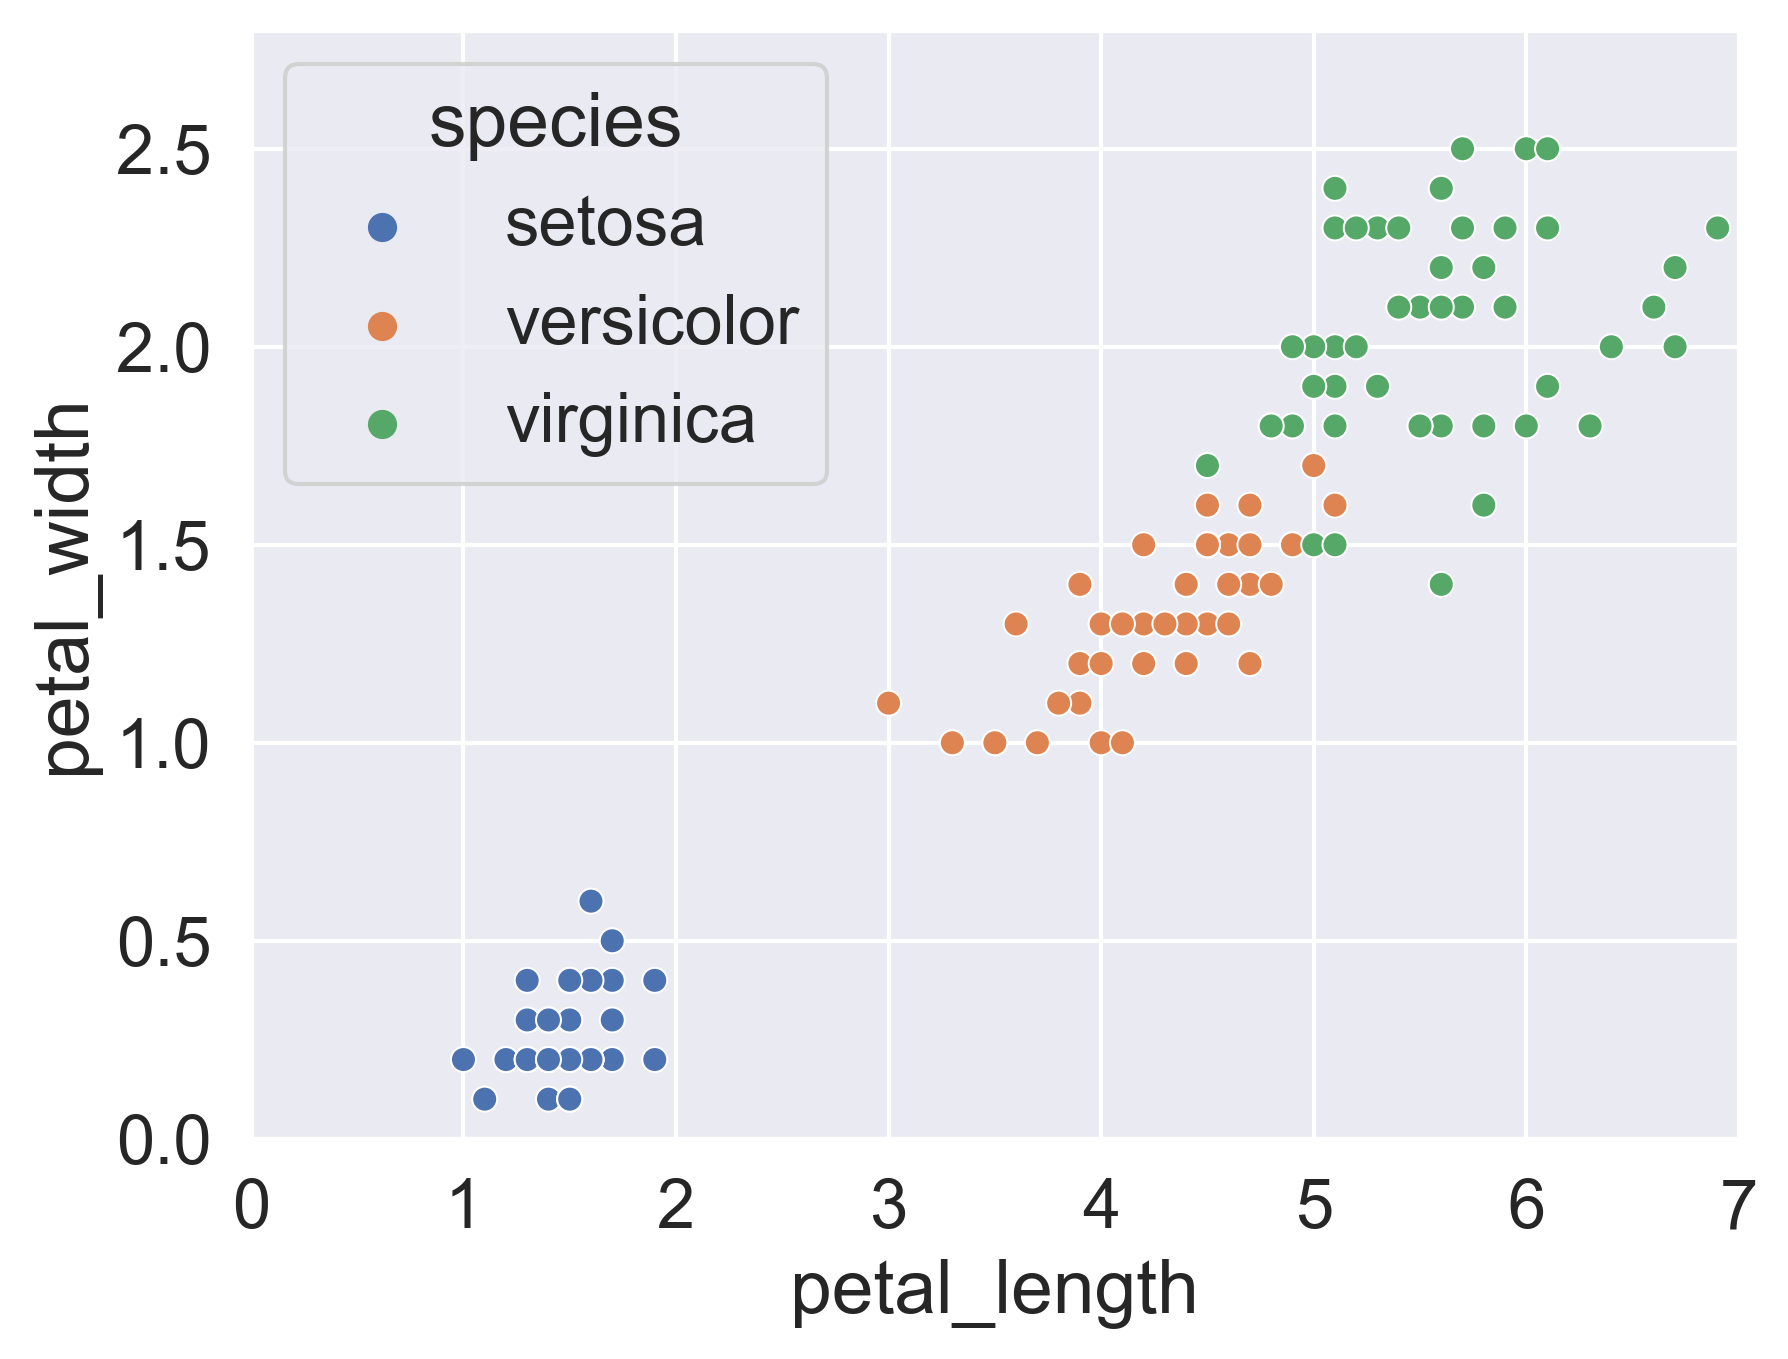 species
setosa
versicolor
virginica
petal_width
2.5
2.0
1.5
1.0
0.5
0.0
0 1 2 3 4 5 6 7
petal_length